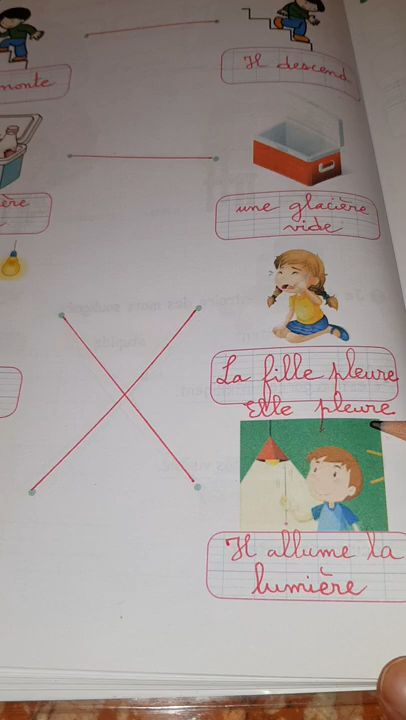 monte
Il descend
ère
une glacière
vide
La fille pleure
Elle pleure
Il allume la
lumière